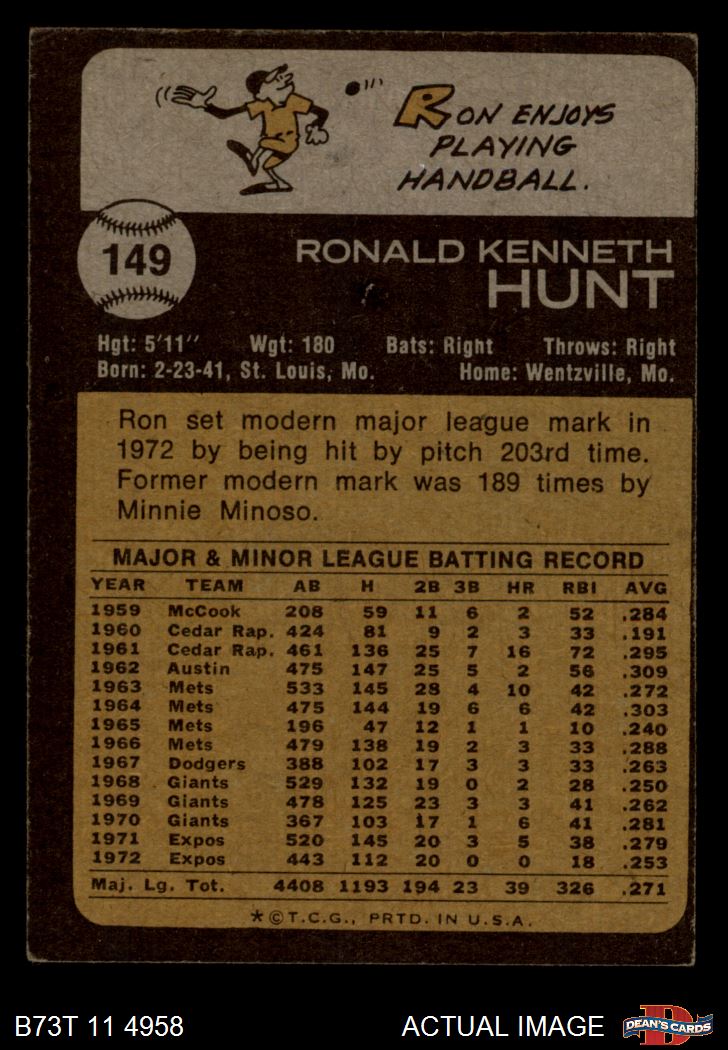 RON ENJOYS
PLAYING
HANDBALL.
149
RONALD KENNETH
HUNT
Hgt: 5'11" Wgt: 180 Bats: Right Throws: Right
Born: 2-23-41, St. Louis, Mo. Home: Wentzville, Mo.
Ron set modern major league mark in
1972 by being hit by pitch 203rd time.
Former modern mark was 189 times by
Minnie Minoso.
MAJOR & MINOR LEAGUE BATTING RECORD
YEAR TEAM AB H 2B 3B HR RBI AVG
1959 McCook 208 59 11 6 2 52 .284
1960 Cedar Rap. 424 81 9 2 3 33 .191
1961 Cedar Rap. 461 136 25 7 16 72 .295
1962 Austin 475 147 25 5 2 56 .309
1963 Mets 533 145 28 4 10 42 .272
1964 Mets 475 144 19 6 6 42 .303
1965 Mets 196 47 12 1 1 10 .240
1966 Mets 479 138 19 2 3 33 .288
1967 Dodgers 388 102 17 3 3 33 .263
1968 Giants 529 132 19 0 2 28 .250
1969 Giants 478 125 23 3 3 41 .262
1970 Giants 367 103 17 1 6 41 .281
1971 Expos 520 145 20 3 5 38 .279
1972 Expos 443 112 20 0 0 18 .253
Maj. Lg. Tot. 4408 1193 194 23 39 326 .271
*©T.C.G., PRTD. IN U.S.A.
B73T 11 4958 ACTUAL IMAGE
D
DEAN'S CARDS